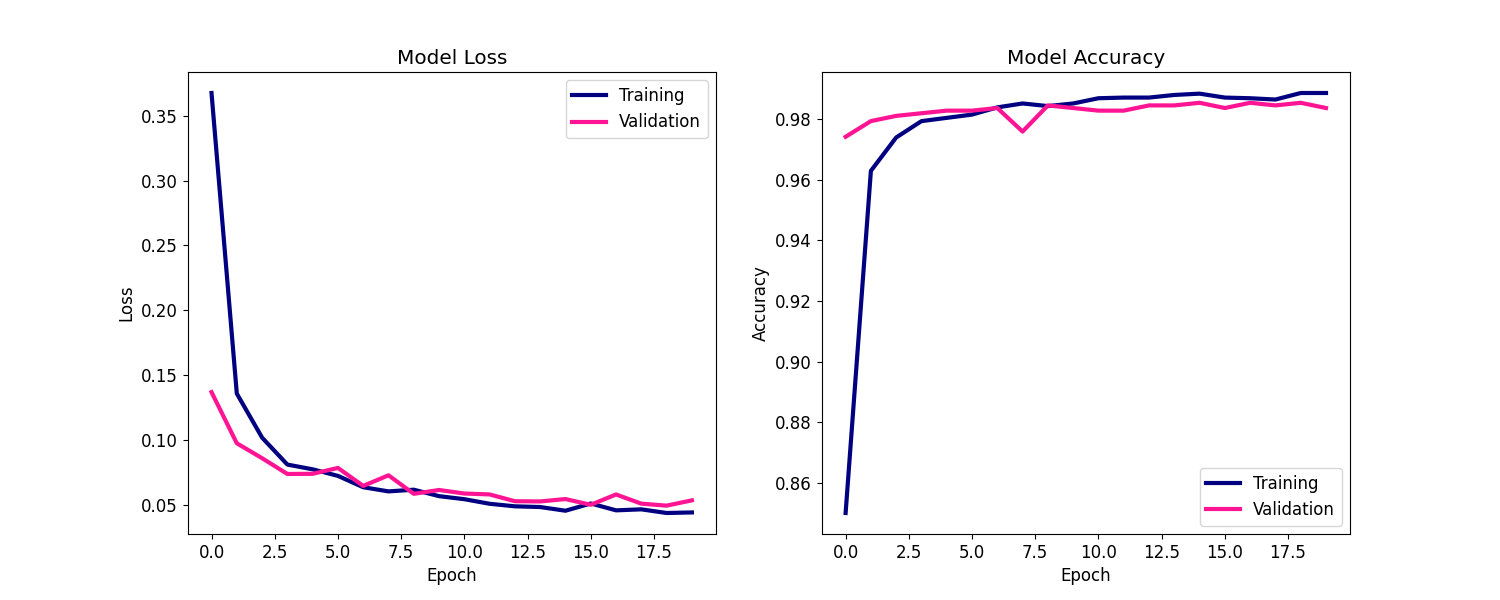 Model Loss
Loss
0.35
0.30
0.25
0.20
0.15
0.10
0.05
Training
Validation
0.0 2.5 5.0 7.5 10.0 12.5 15.0 17.5
Epoch
Model Accuracy
Accuracy
0.98
0.96
0.94
0.92
0.90
0.88
0.86
Training
Validation
0.0 2.5 5.0 7.5 10.0 12.5 15.0 17.5
Epoch